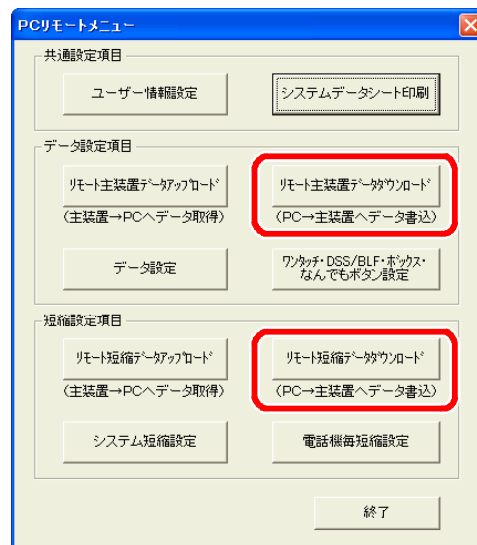 PCリモートメニュー
共通設定項目
ユーザー情報設定
システムデータシート印刷
データ設定項目
リモート主装置ﾃﾞｰﾀｱｯﾌﾟﾛｰﾄﾞ
リモート主装置ﾃﾞｰﾀﾀﾞｳﾝﾛｰﾄﾞ
(主装置→PCへデータ取得)
(PC→主装置へデータ書込)
データ設定
ﾜﾝﾀｯﾁ・DSS/BLF・ﾎﾞｯｸｽ・
なんでもボタン設定
短縮設定項目
リモート短縮ﾃﾞｰﾀｱｯﾌﾟﾛｰﾄﾞ
リモート短縮ﾃﾞｰﾀﾀﾞｳﾝﾛｰﾄﾞ
(主装置→PCへデータ取得)
(PC→主装置へデータ書込)
システム短縮設定
電話機毎短縮設定
終了